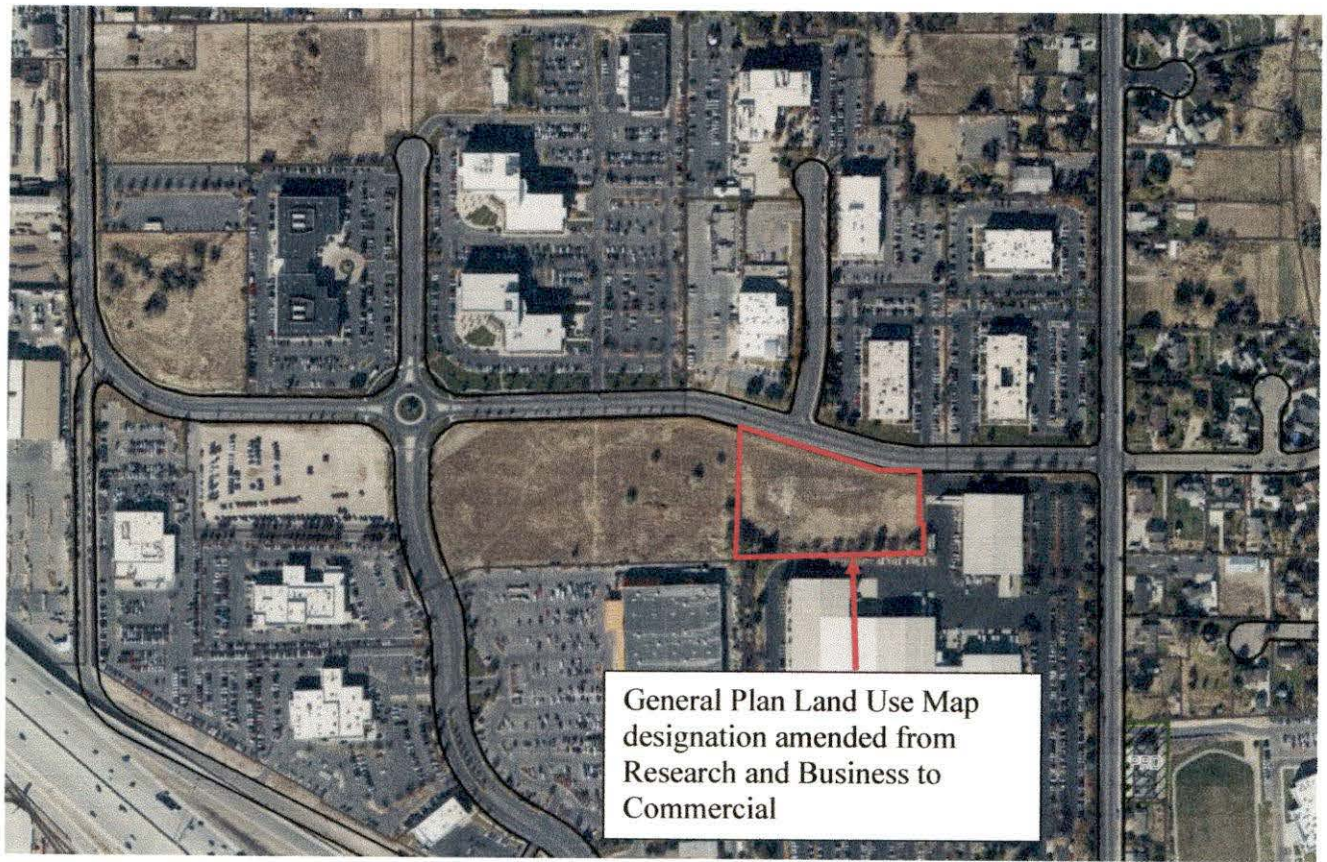 General Plan Land Use Map
designation amended from
Research and Business to
Commercial